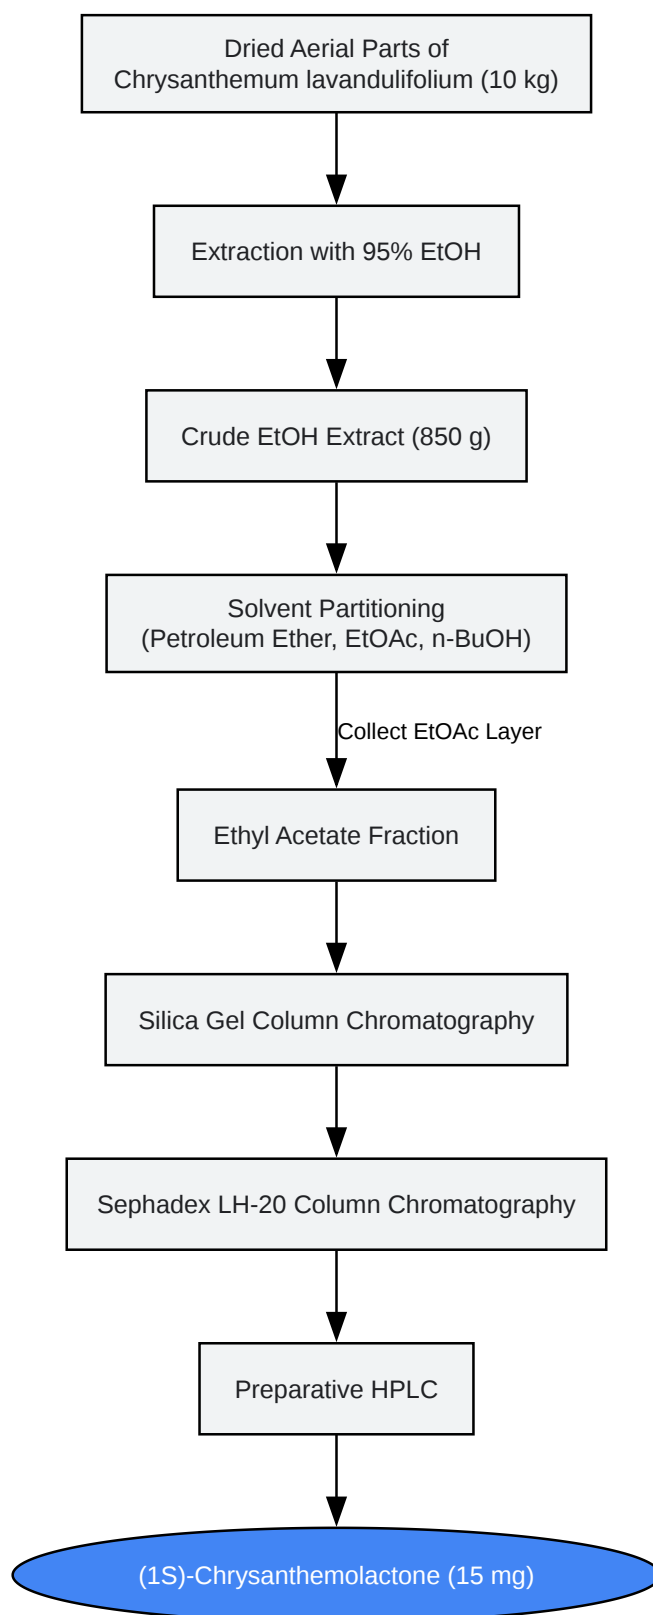 Dried Aerial Parts of
Chrysanthemum lavandulifolium (10 kg)
Extraction with 95% EtOH
Crude EtOH Extract (850 g)
Solvent Partitioning
(Petroleum Ether, EtOAc, n-BuOH)
Collect EtOAc Layer
Ethyl Acetate Fraction
Silica Gel Column Chromatography
Sephadex LH-20 Column Chromatography
Preparative HPLC
(1S)-Chrysanthemolactone (15 mg)